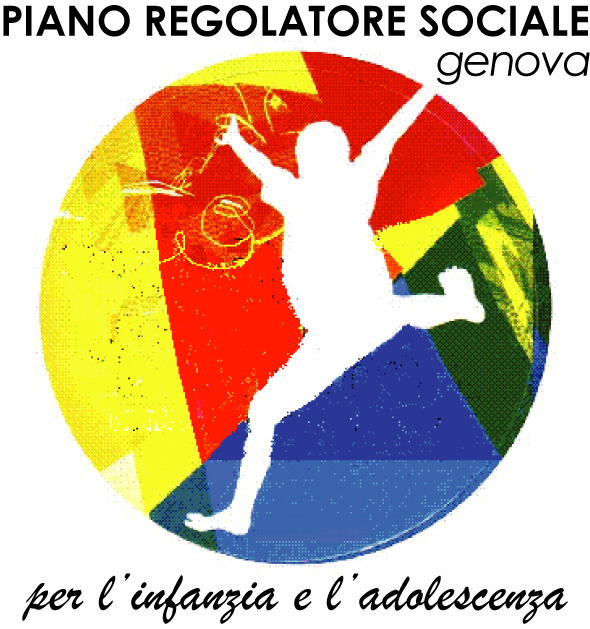 PIANO REGOLATORE SOCIALE
genova
per l'infanzia e l'adolescenza